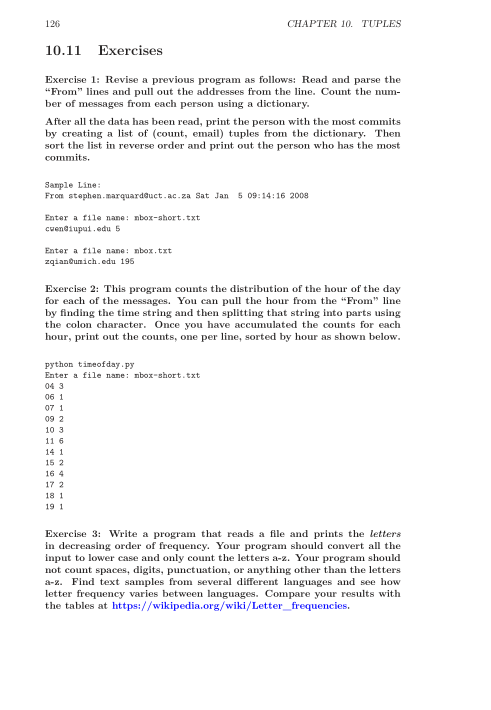 126
CHAPTER 10. TUPLES
10.11 Exercises
Exercise 1: Revise a previous program as follows: Read and parse the
“From” lines and pull out the addresses from the line. Count the num-
ber of messages from each person using a dictionary.
After all the data has been read, print the person with the most commits
by creating a list of (count, email) tuples from the dictionary. Then
sort the list in reverse order and print out the person who has the most
commits.
Sample Line:
From stephen.marquard@uct.ac.za Sat Jan  5 09:14:16 2008
Enter a file name: mbox-short.txt
cwen@iupui.edu 5
Enter a file name: mbox.txt
zqian@umich.edu 195
Exercise 2: This program counts the distribution of the hour of the day
for each of the messages. You can pull the hour from the “From” line
by finding the time string and then splitting that string into parts using
the colon character. Once you have accumulated the counts for each
hour, print out the counts, one per line, sorted by hour as shown below.
python timeofday.py
Enter a file name: mbox-short.txt
04 3
06 1
07 1
09 2
10 3
11 6
14 1
15 2
16 4
17 2
18 1
19 1
Exercise 3: Write a program that reads a file and prints the letters
in decreasing order of frequency. Your program should convert all the
input to lower case and only count the letters a-z. Your program should
not count spaces, digits, punctuation, or anything other than the letters
a-z. Find text samples from several different languages and see how
letter frequency varies between languages. Compare your results with
the tables at https://wikipedia.org/wiki/Letter_frequencies.